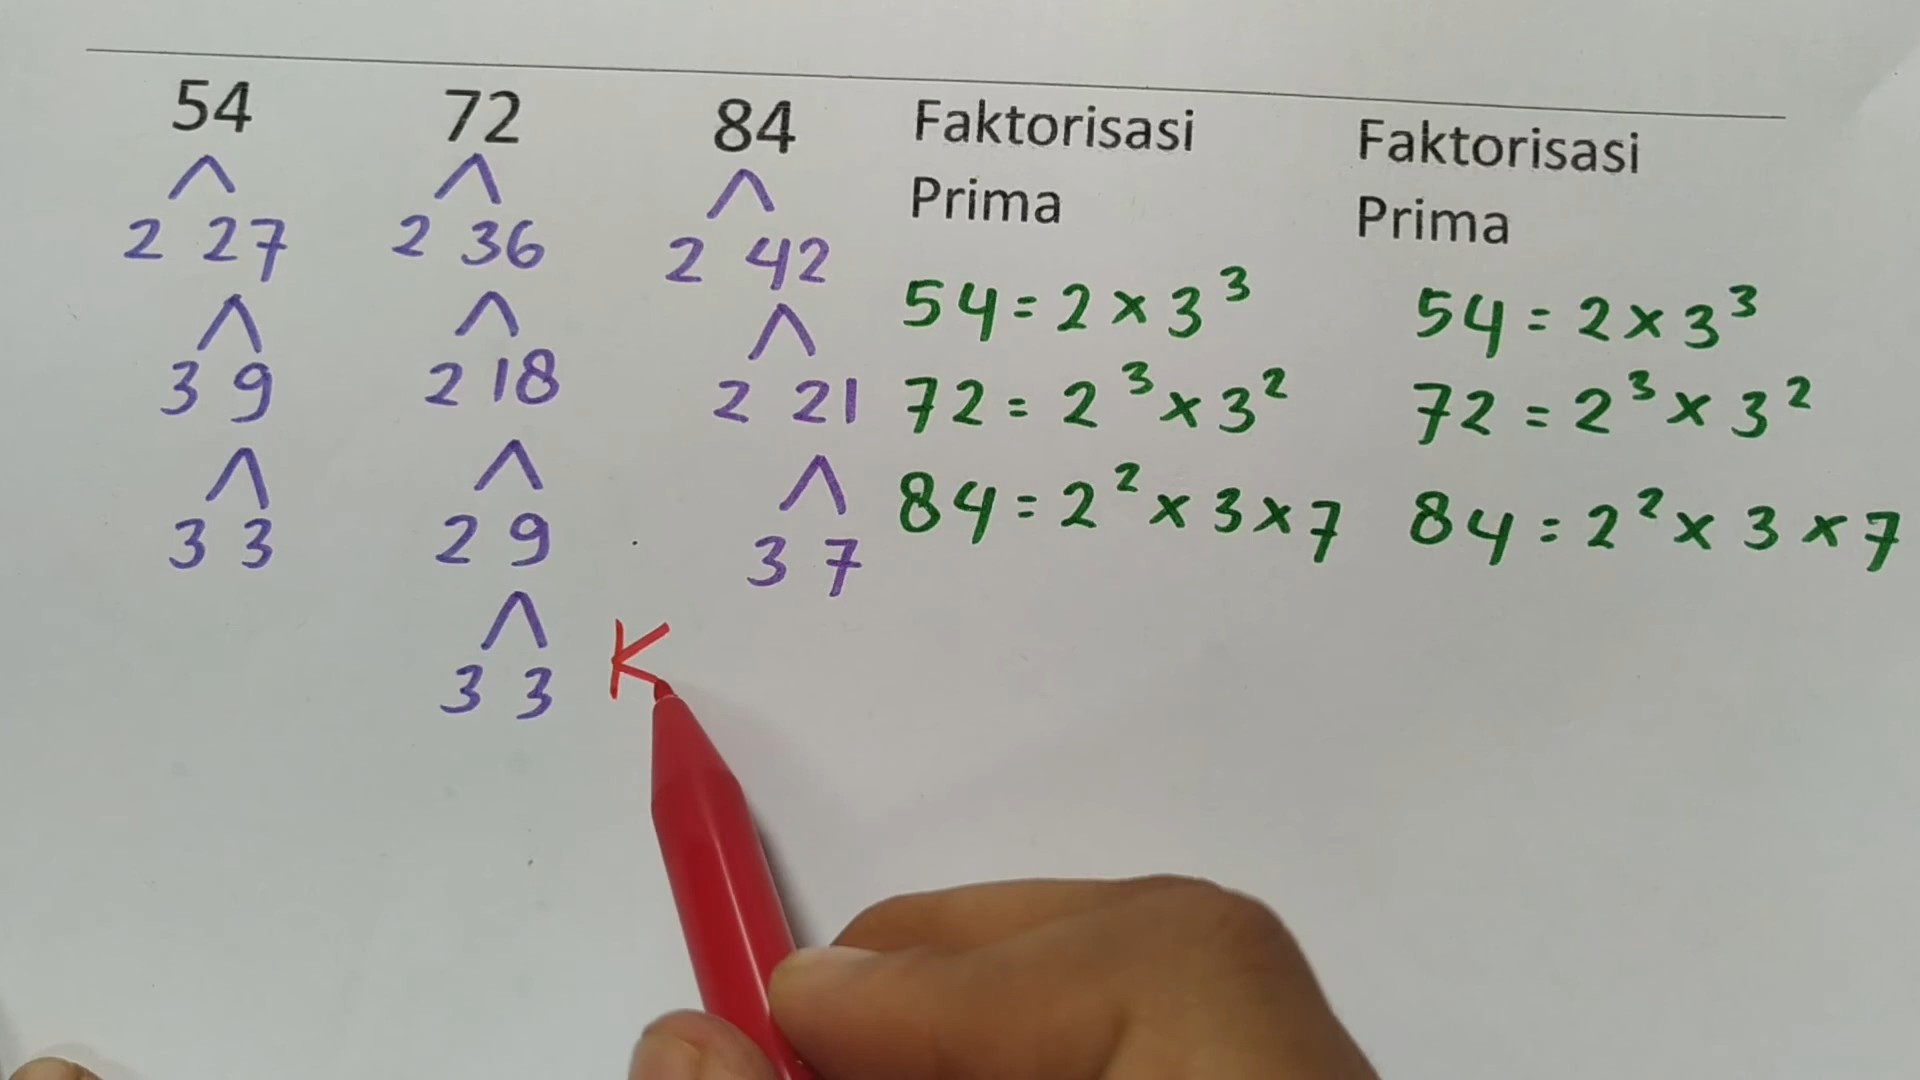 54 72 84 Faktorisasi Faktorisasi
Prima Prima
2 27 2 36 2 42
54 = 2 × 3³ 54 = 2 × 3³
3 9 2 18 2 21
72 = 2³ × 3² 72 = 2³ × 3²
84 = 2² × 3 × 7 84 = 2² × 3 × 7
3 3 2 9 3 7
3 3
K